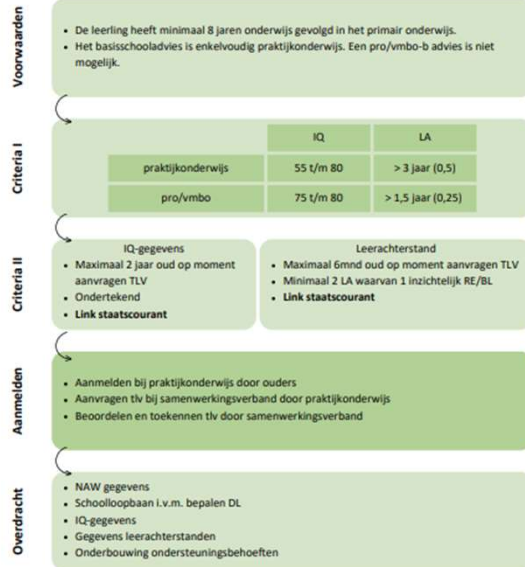 Voorwaarden
• De leerling heeft minimaal 8 jaren onderwijs gevolgd in het primair onderwijs.
• Het basisschooladvies is enkelvoudig praktijkonderwijs. Een pro/vmbo-b advies is niet
mogelijk.
Criteria I
IQ LA
praktijkonderwijs 55 t/m 80 > 3 jaar (0,5)
pro/vmbo 75 t/m 80 > 1,5 jaar (0,25)
Criteria II
IQ-gegevens
• Maximaal 2 jaar oud op moment
aanvragen TLV
• Ondertekend
• Link staatscourant
Leerachterstand
• Maximaal 6mnd oud op moment aanvragen TLV
• Minimaal 2 LA waarvan 1 inzichtelijk RE/BL
• Link staatscourant
Aanmelden
• Aanmelden bij praktijkonderwijs door ouders
• Aanvragen tlv bij samenwerkingsverband door praktijkonderwijs
• Beoordelen en toekennen tlv door samenwerkingsverband
Overdracht
• NAW gegevens
• Schoolloopbaan i.v.m. bepalen DL
• IQ-gegevens
• Gegevens leerachterstanden
• Onderbouwing ondersteuningsbehoeften